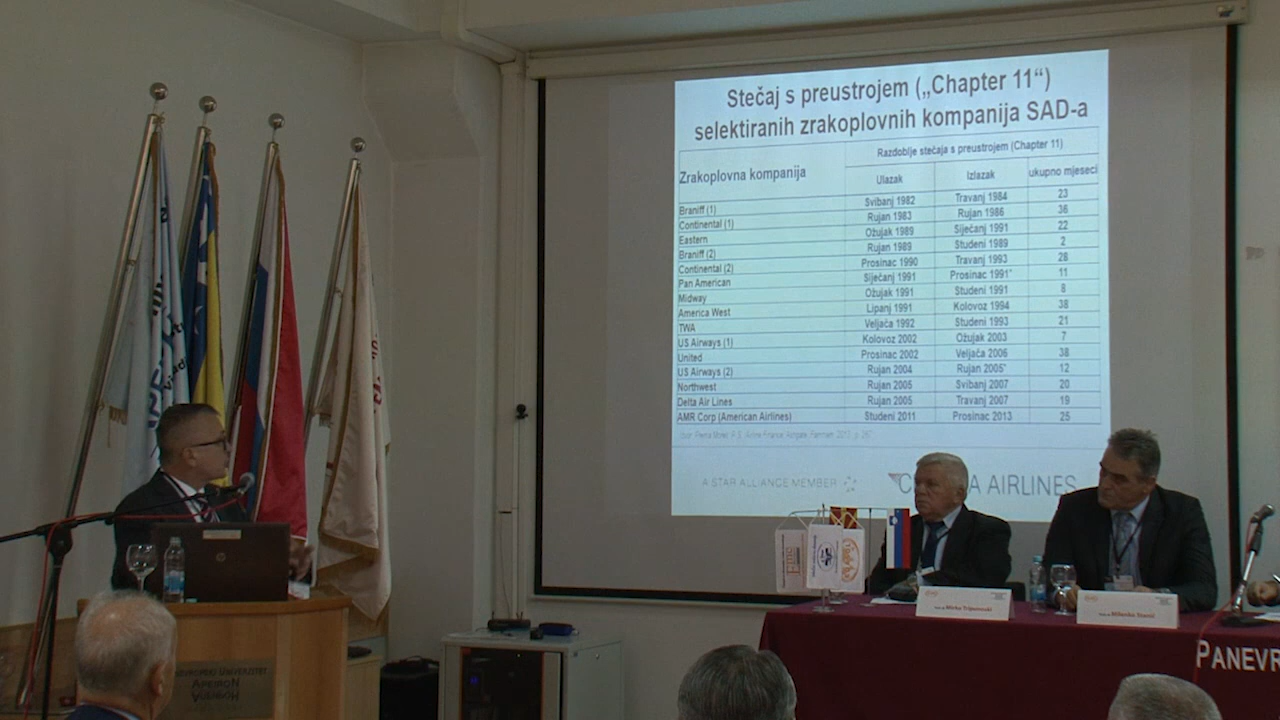 Stečaj s preustrojem („Chapter 11“)
selektiranih zrakoplovnih kompanija SAD-a
Zrakoplovna kompanija
Razdoblje stečaja s preustrojem (Chapter 11)
Ulazak Izlazak ukupno mjeseci
Braniff (1) Svibanj 1982 Travanj 1984 23
Continental (1) Rujan 1983 Rujan 1986 36
Eastern Ožujak 1989 Siječanj 1991 22
Braniff (2) Rujan 1989 Studeni 1989 2
Continental (2) Prosinac 1990 Travanj 1993 28
Pan American Siječanj 1991 Prosinac 1991* 11
Midway Ožujak 1991 Studeni 1991 8
America West Lipanj 1991 Kolovoz 1994 38
TWA Veljača 1992 Studeni 1993 21
US Airways (1) Kolovoz 2002 Ožujak 2003 7
United Prosinac 2002 Veljača 2006 38
US Airways (2) Rujan 2004 Rujan 2005* 12
Northwest Rujan 2005 Svibanj 2007 20
Delta Air Lines Rujan 2005 Travanj 2007 19
AMR Corp (American Airlines) Studeni 2011 Prosinac 2013 25
A STAR ALLIANCE MEMBER
AIRLINES
Mirko Tripunoski
Milenko Stanić
PANEVR
UNIVERZITET
APEIRON